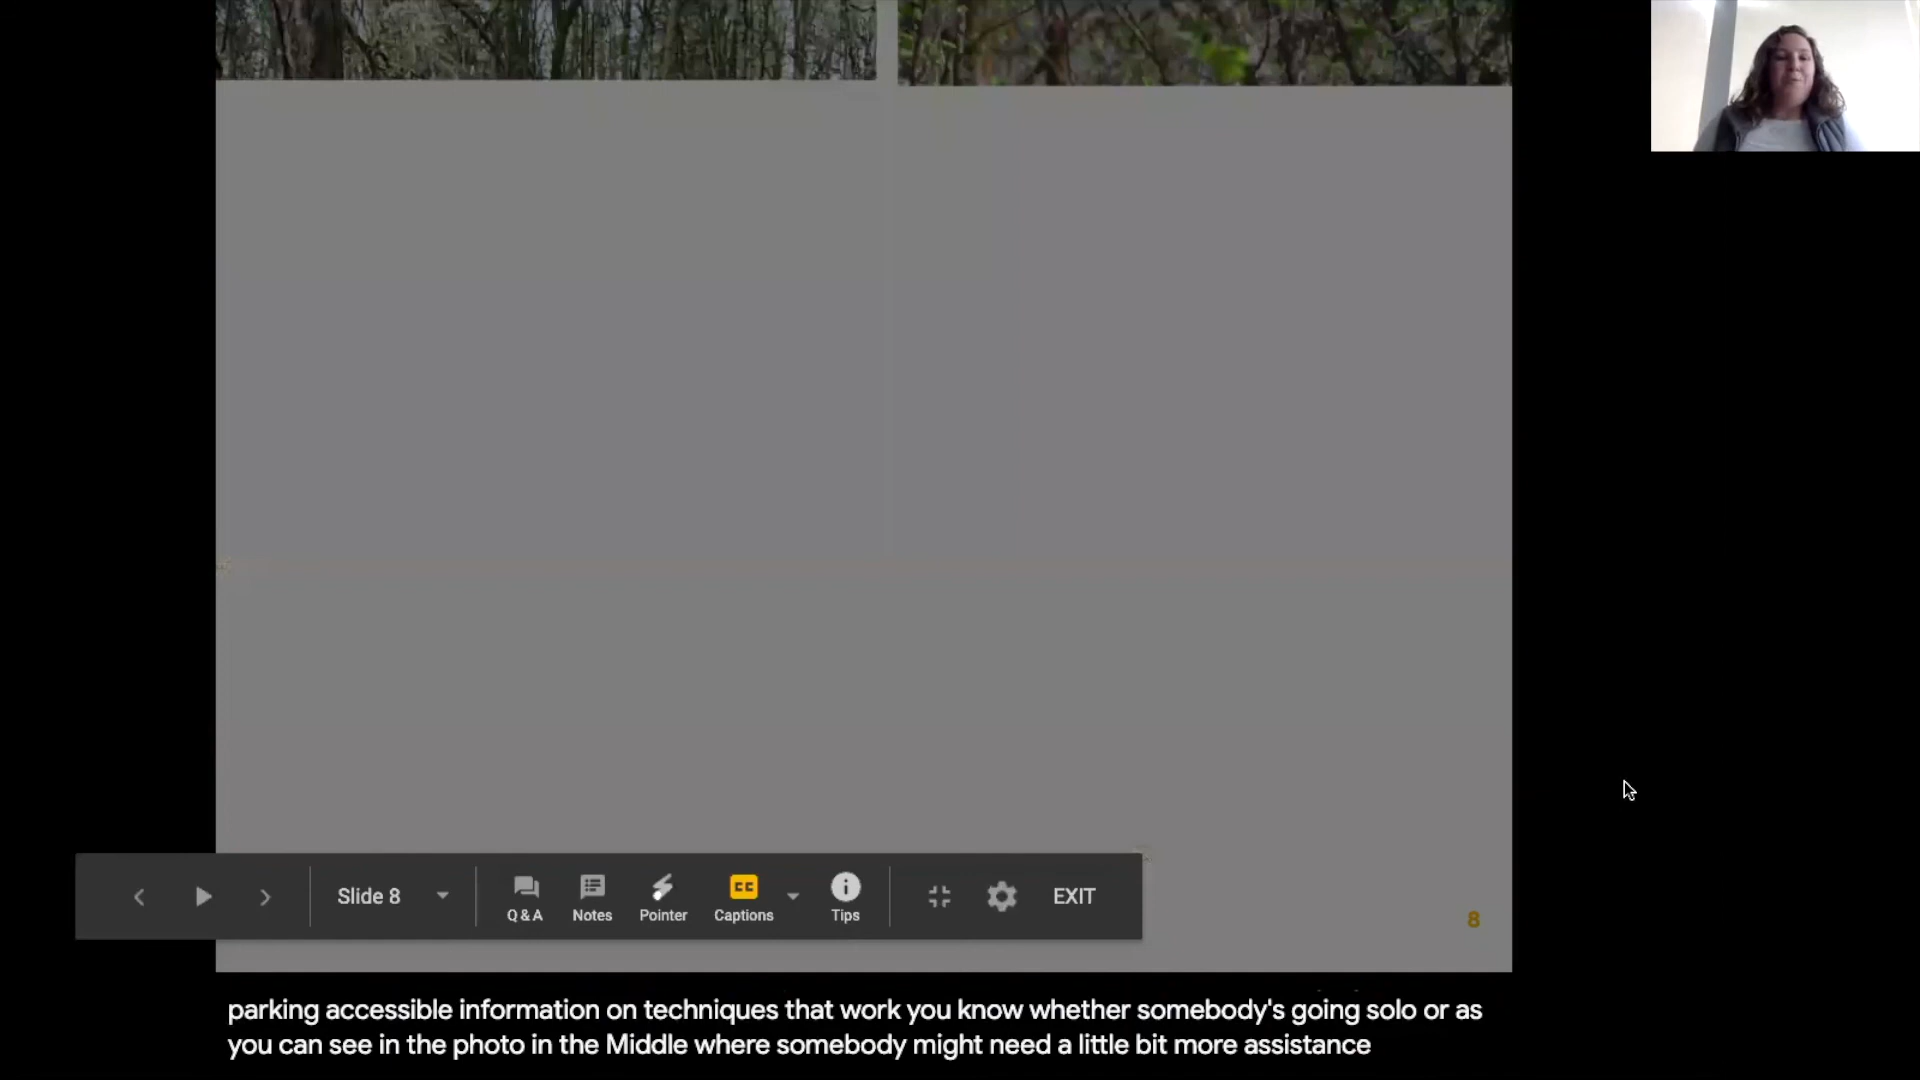 Slide 8
Q & A
Notes
Pointer
CC
Captions
Tips
EXIT
8
parking accessible information on techniques that work you know whether somebody's going solo or as
you can see in the photo in the Middle where somebody might need a little bit more assistance